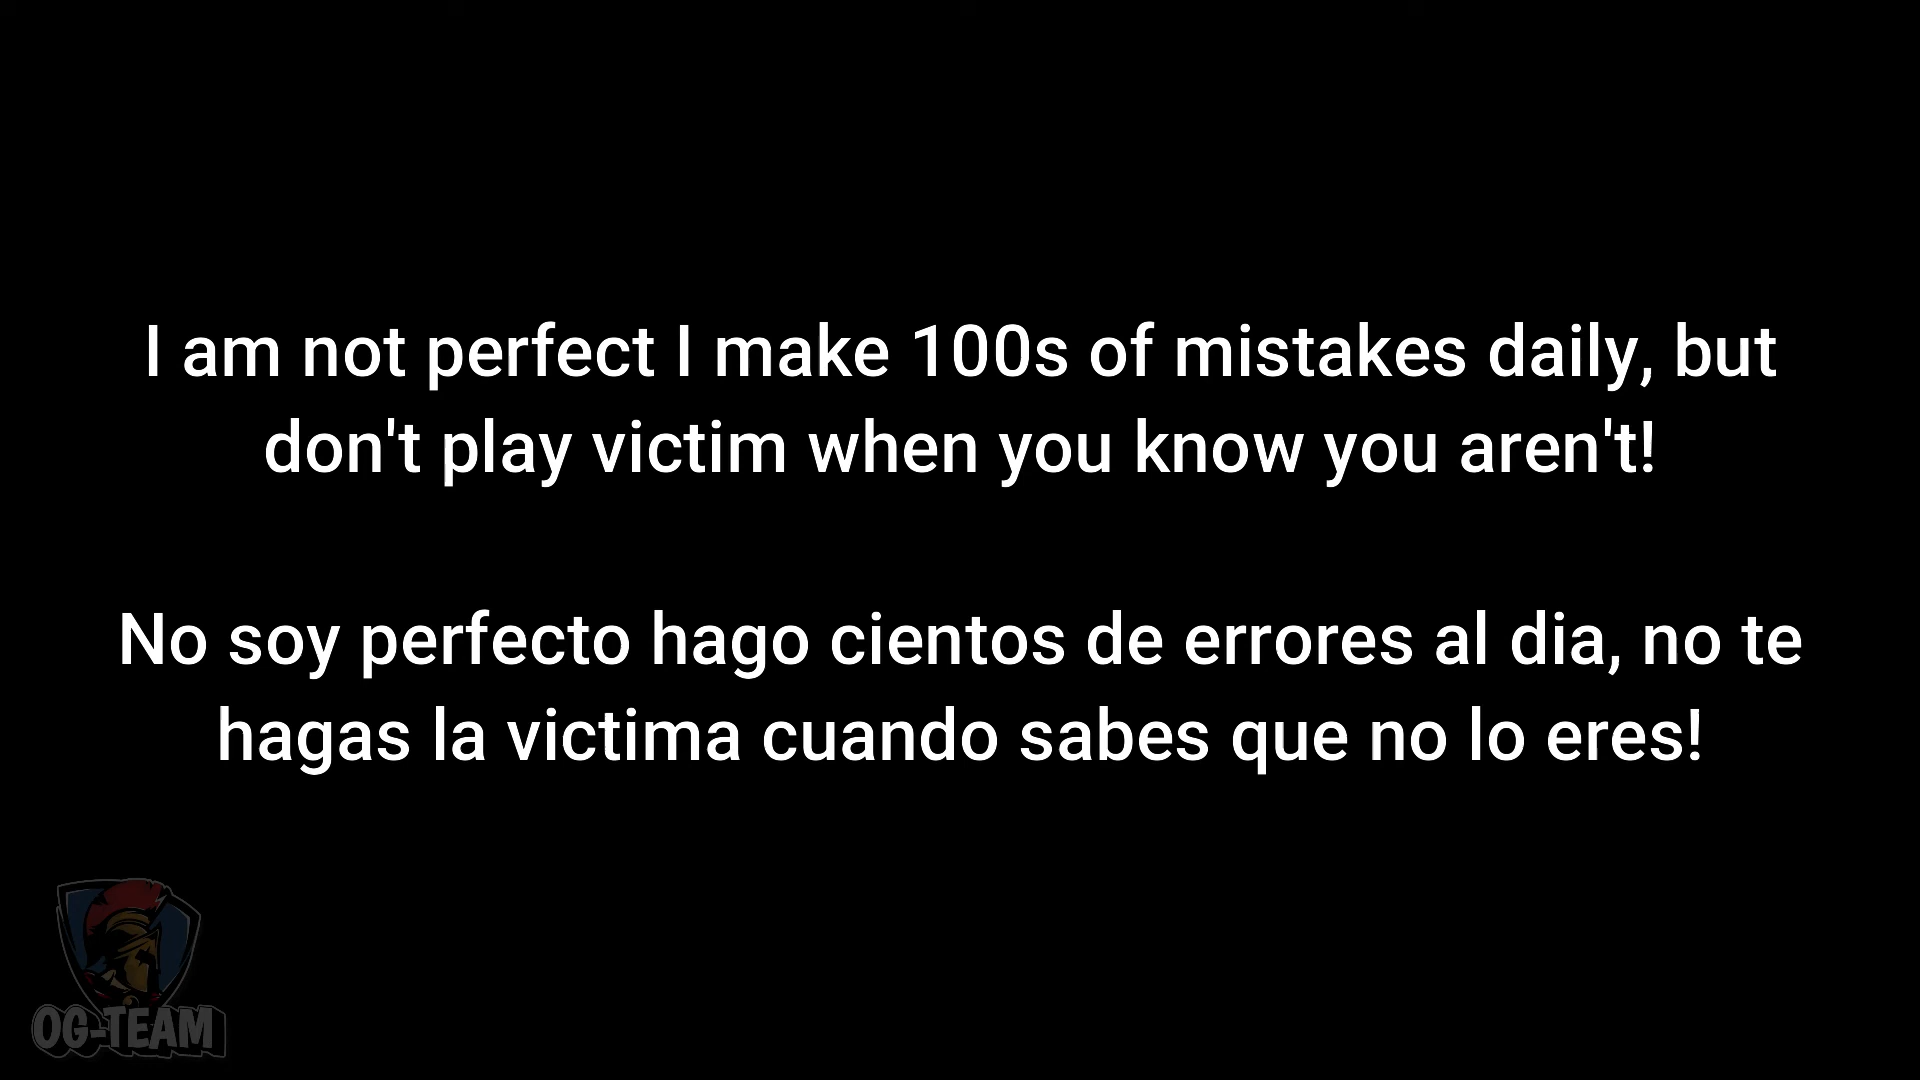 I am not perfect I make 100s of mistakes daily, but
don't play victim when you know you aren't!
No soy perfecto hago cientos de errores al dia, no te
hagas la victima cuando sabes que no lo eres!
OG-TEAM